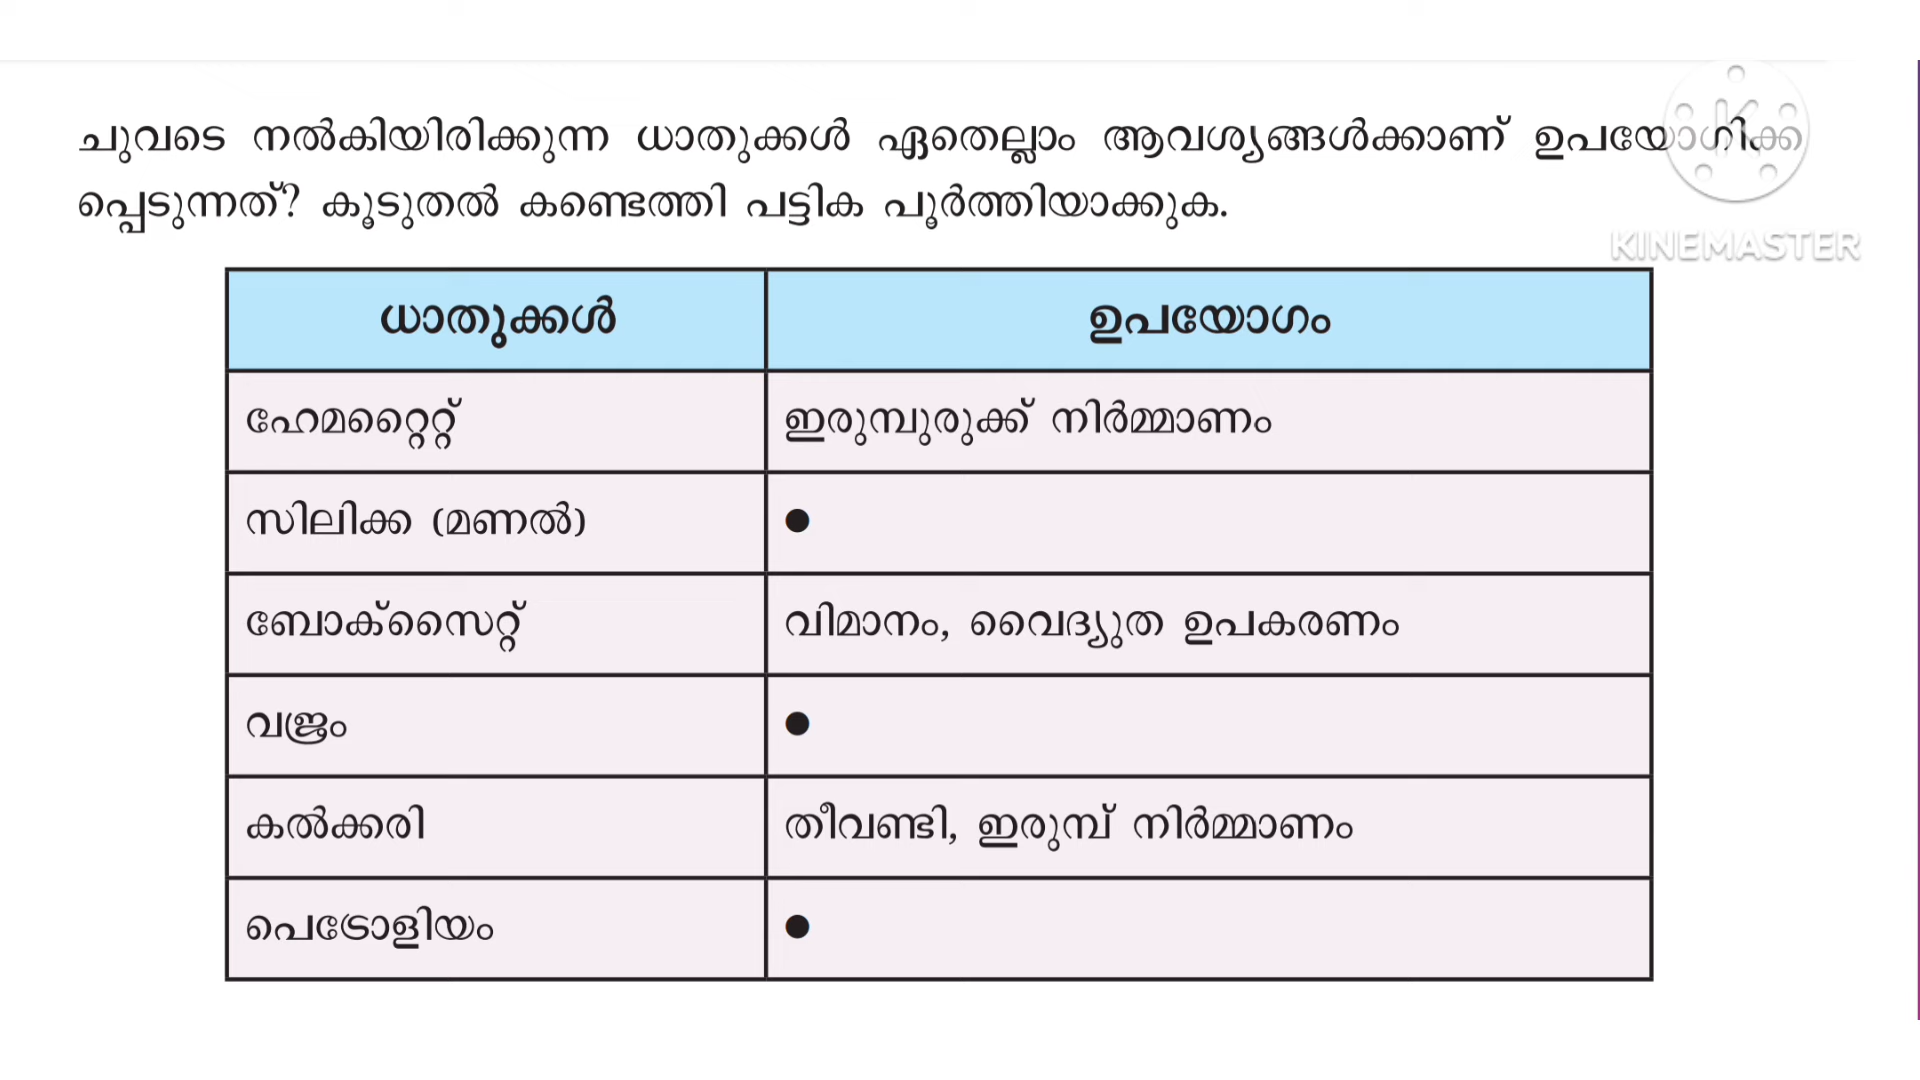 ചുവടെ നൽകിയിരിക്കുന്ന ധാതുക്കൾ ഏതെല്ലാം ആവശ്യങ്ങൾക്കാണ് ഉപയോഗിക്ക
പ്പെടുന്നത്? കൂടുതൽ കണ്ടെത്തി പട്ടിക പൂർത്തിയാക്കുക.
KINEMASTER
ധാതുക്കൾ ഉപയോഗം
ഹേമറ്റൈറ്റ് ഇരുമ്പുരുക്ക് നിർമ്മാണം
സിലിക്ക (മണൽ) ●
ബോക്സൈറ്റ് വിമാനം, വൈദ്യുത ഉപകരണം
വജ്രം ●
കൽക്കരി തീവണ്ടി, ഇരുമ്പ് നിർമ്മാണം
പെട്രോളിയം ●